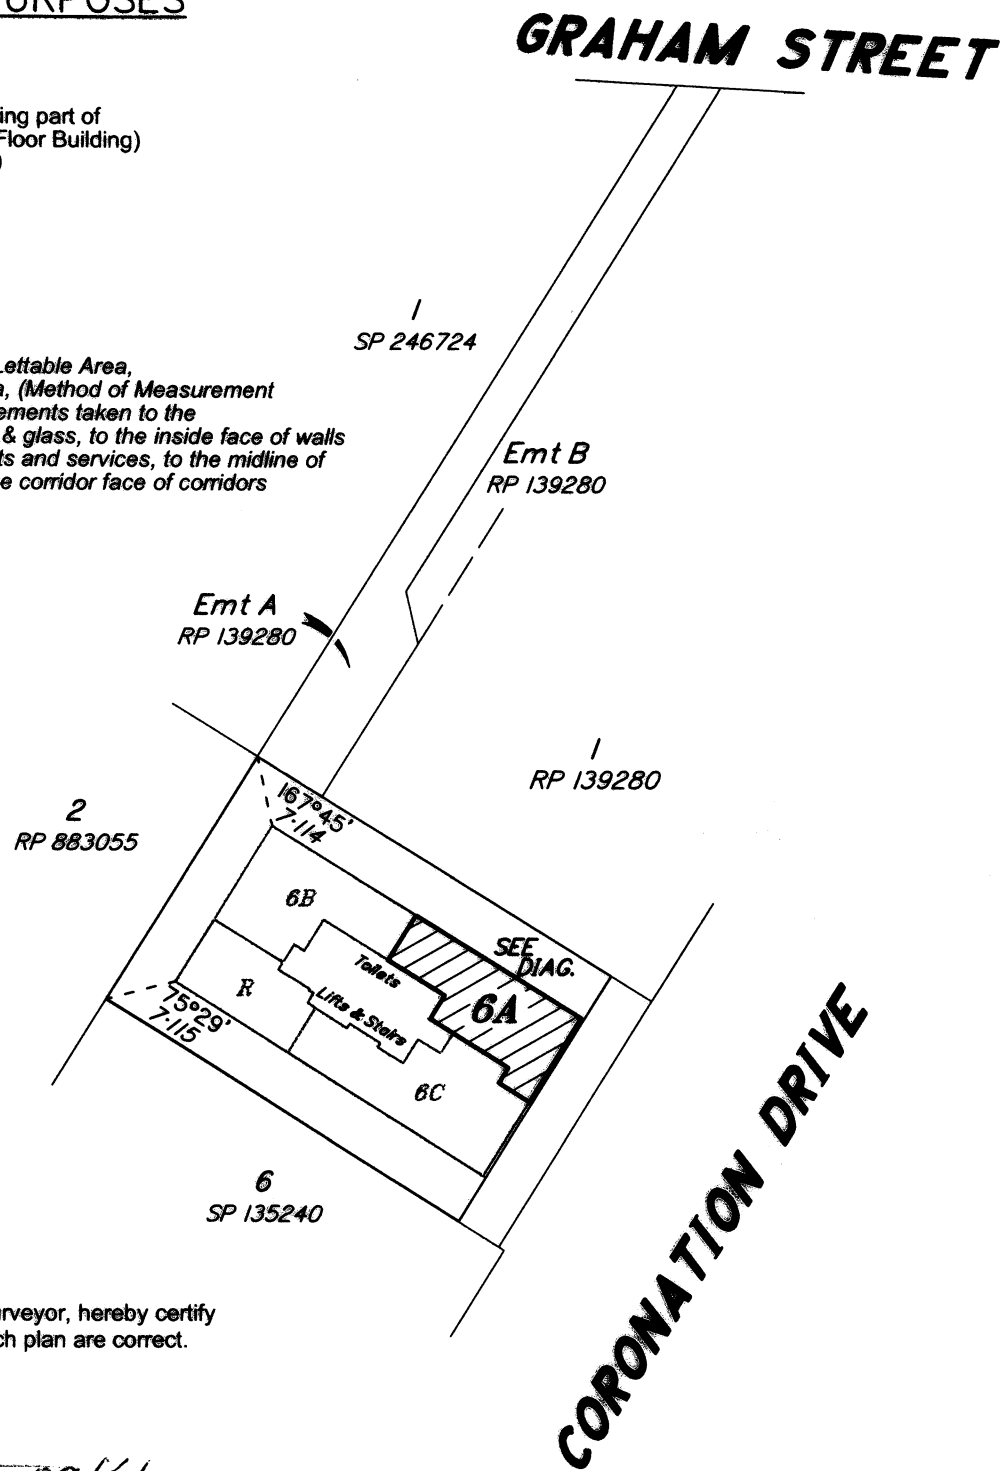 GRAHAM STREET
ing part of
Floor Building)
)
1
SP 246724
Lettable Area,
a, (Method of Measurement
ements taken to the
& glass, to the inside face of walls
ts and services, to the midline of
e corridor face of corridors
Emt B
RP 139280
Emt A
RP 139280
1
RP 139280
2
RP 883055
167°45'
7·114
6B
SEE
DIAG.
Toilets
R
Lifts & Stairs
6A
75°29'
7·115
6C
6
SP 135240
CORONATION DRIVE
urveyor, hereby certify
ch plan are correct.